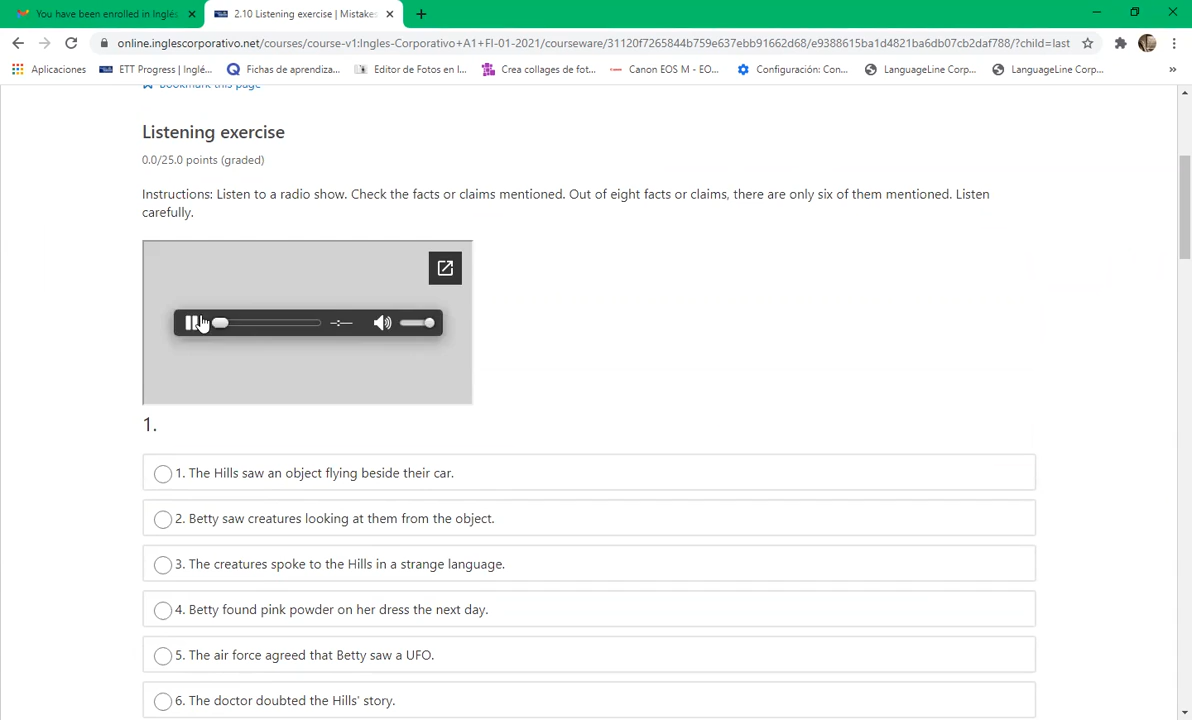 You have been enrolled in Inglés
2.10 Listening exercise | Mistakes
online.inglescorporativo.net/courses/course-v1:Ingles-Corporativo+A1+FI-01-2021/courseware/31120f7265844b759e637ebb91662d68/e9388615ba1d4821ba6db07cb2daf788/?child=last
Aplicaciones
ETT Progress | Inglé...
Fichas de aprendiza...
Editor de Fotos en l...
Crea collages de fot...
Canon EOS M - EO...
Configuración: Con...
LanguageLine Corp...
LanguageLine Corp...
Bookmark this page
Listening exercise
0.0/25.0 points (graded)
Instructions: Listen to a radio show. Check the facts or claims mentioned. Out of eight facts or claims, there are only six of them mentioned. Listen
carefully.
1.
1. The Hills saw an object flying beside their car.
2. Betty saw creatures looking at them from the object.
3. The creatures spoke to the Hills in a strange language.
4. Betty found pink powder on her dress the next day.
5. The air force agreed that Betty saw a UFO.
6. The doctor doubted the Hills' story.